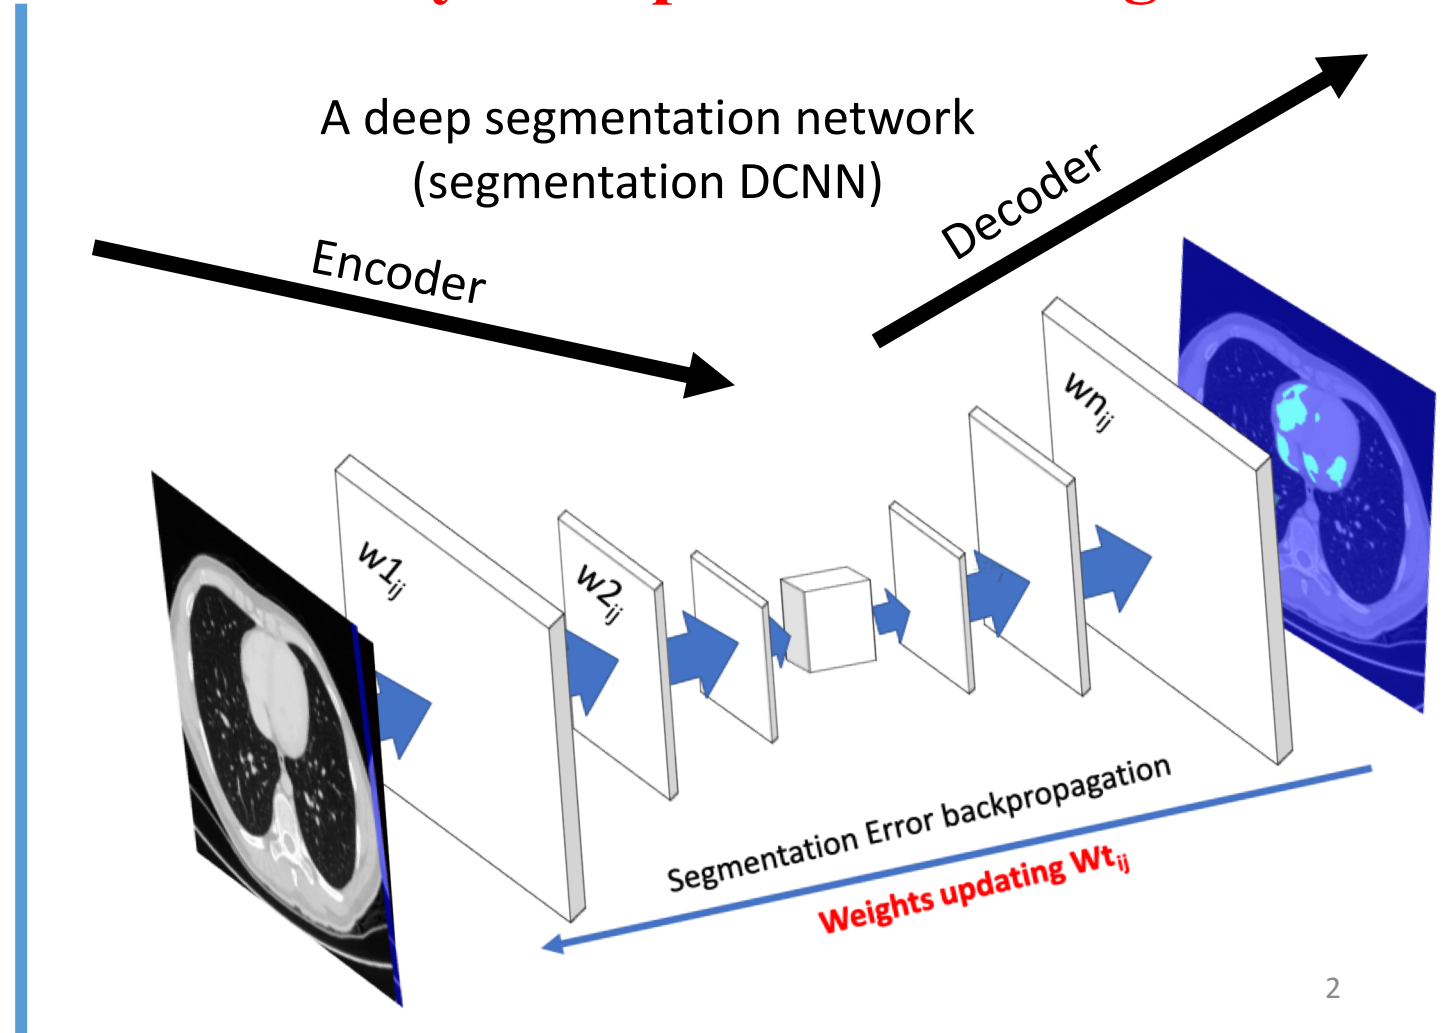 A deep segmentation network
(segmentation DCNN)
Encoder
Decoder
w1ij
w2ij
wnij
Segmentation Error backpropagation
Weights updating Wtij
2